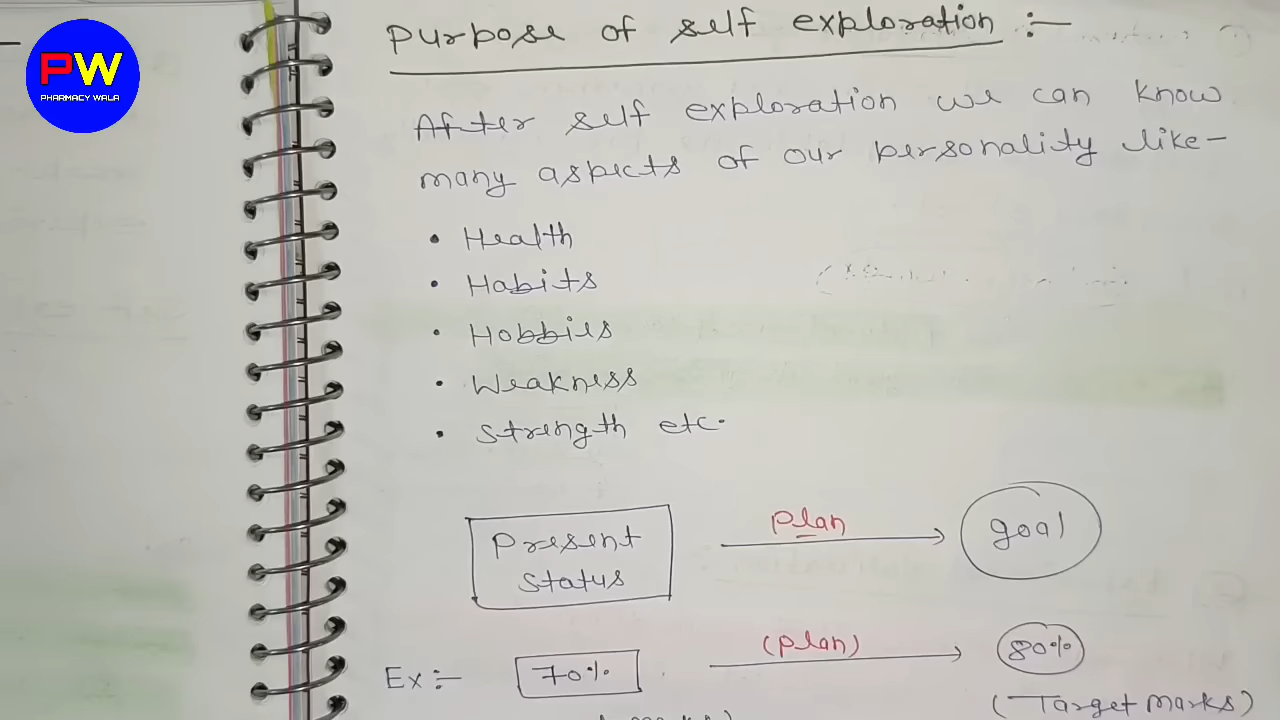 PW
PHARMACY WALA
Purpose of self exploration :-
After self exploration we can know
many aspects of our personality like-
• Health
• Habits
• Hobbies
• Weakness
• Strength etc.
Present
status
Plan
goal
Ex :- 70% (Plan) 80%
(Target Marks)